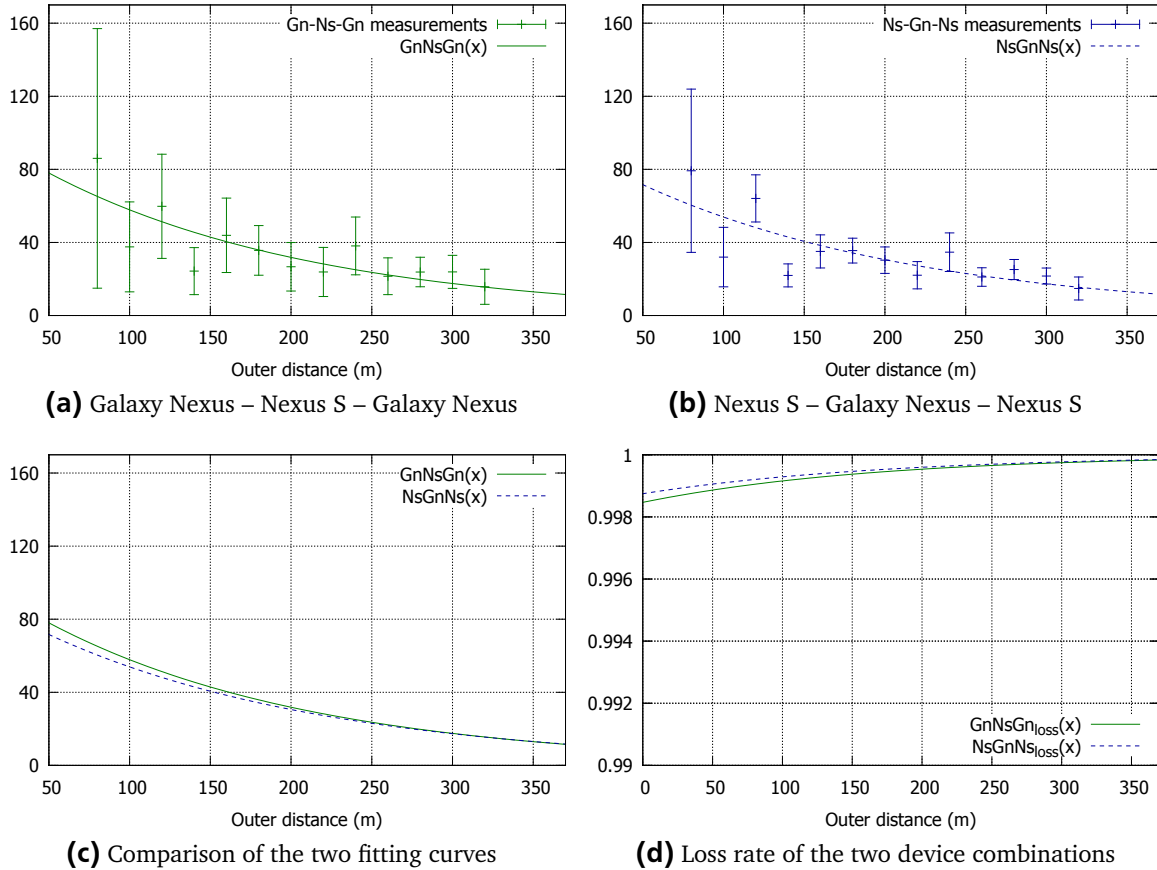 160
120
80
40
0
50 100 150 200 250 300 350
Outer distance (m)
Gn-Ns-Gn measurements
GnNsGn(x)
(a) Galaxy Nexus – Nexus S – Galaxy Nexus
160
120
80
40
0
50 100 150 200 250 300 350
Outer distance (m)
Ns-Gn-Ns measurements
NsGnNs(x)
(b) Nexus S – Galaxy Nexus – Nexus S
160
120
80
40
0
50 100 150 200 250 300 350
Outer distance (m)
GnNsGn(x)
NsGnNs(x)
(c) Comparison of the two fitting curves
1
0.998
0.996
0.994
0.992
0.99
0 50 100 150 200 250 300 350
Outer distance (m)
GnNsGnloss(x)
NsGnNsloss(x)
(d) Loss rate of the two device combinations